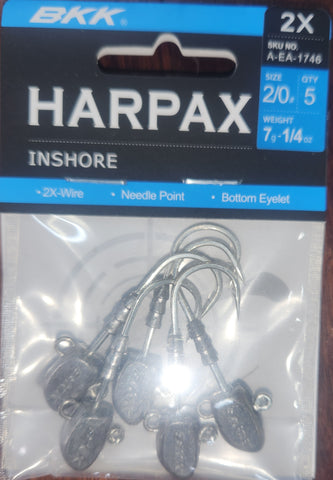 BKK
2X
SKU NO.
A-EA-1746
HARPAX
SIZE
2/0#
QTY
5
WEIGHT
7g-1/4oz
INSHORE
• 2X-Wire • Needle Point • Bottom Eyelet